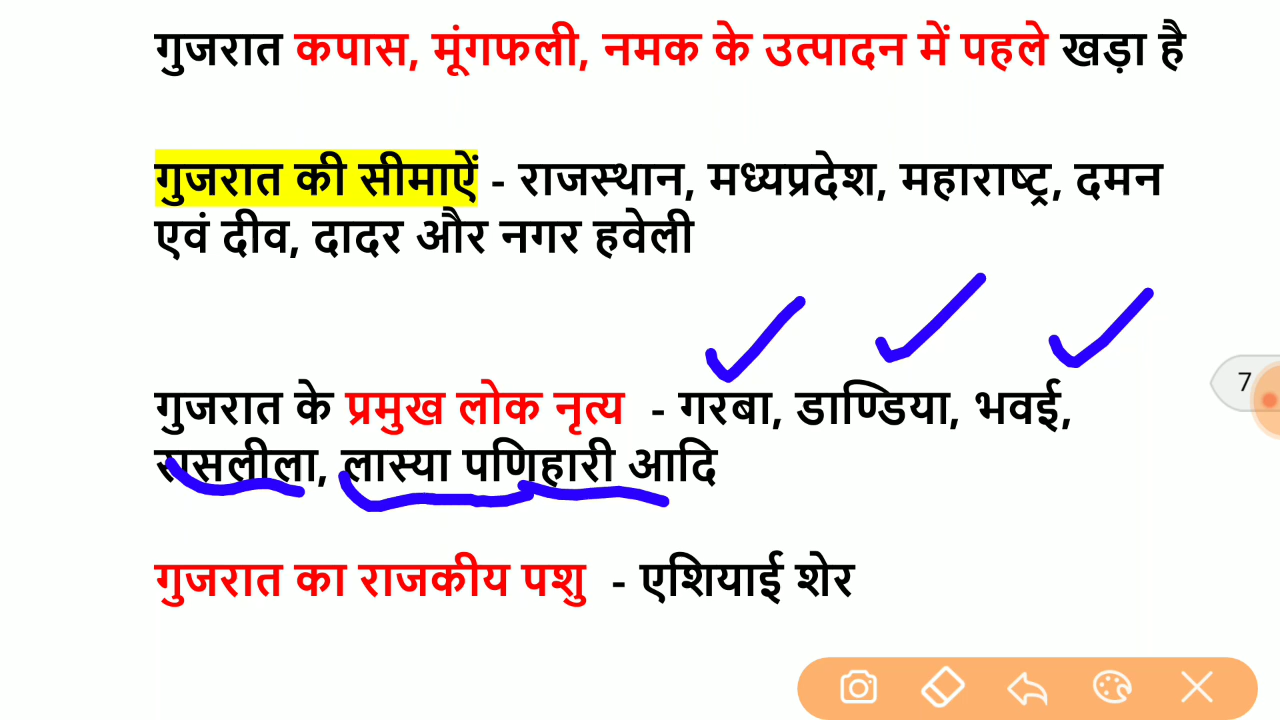 गुजरात कपास, मूंगफली, नमक के उत्पादन में पहले खड़ा है
गुजरात की सीमाऐं - राजस्थान, मध्यप्रदेश, महाराष्ट्र, दमन
एवं दीव, दादर और नगर हवेली
गुजरात के प्रमुख लोक नृत्य - गरबा, डाण्डिया, भवई,
रासलीला, लास्या पणिहारी आदि
7
गुजरात का राजकीय पशु - एशियाई शेर